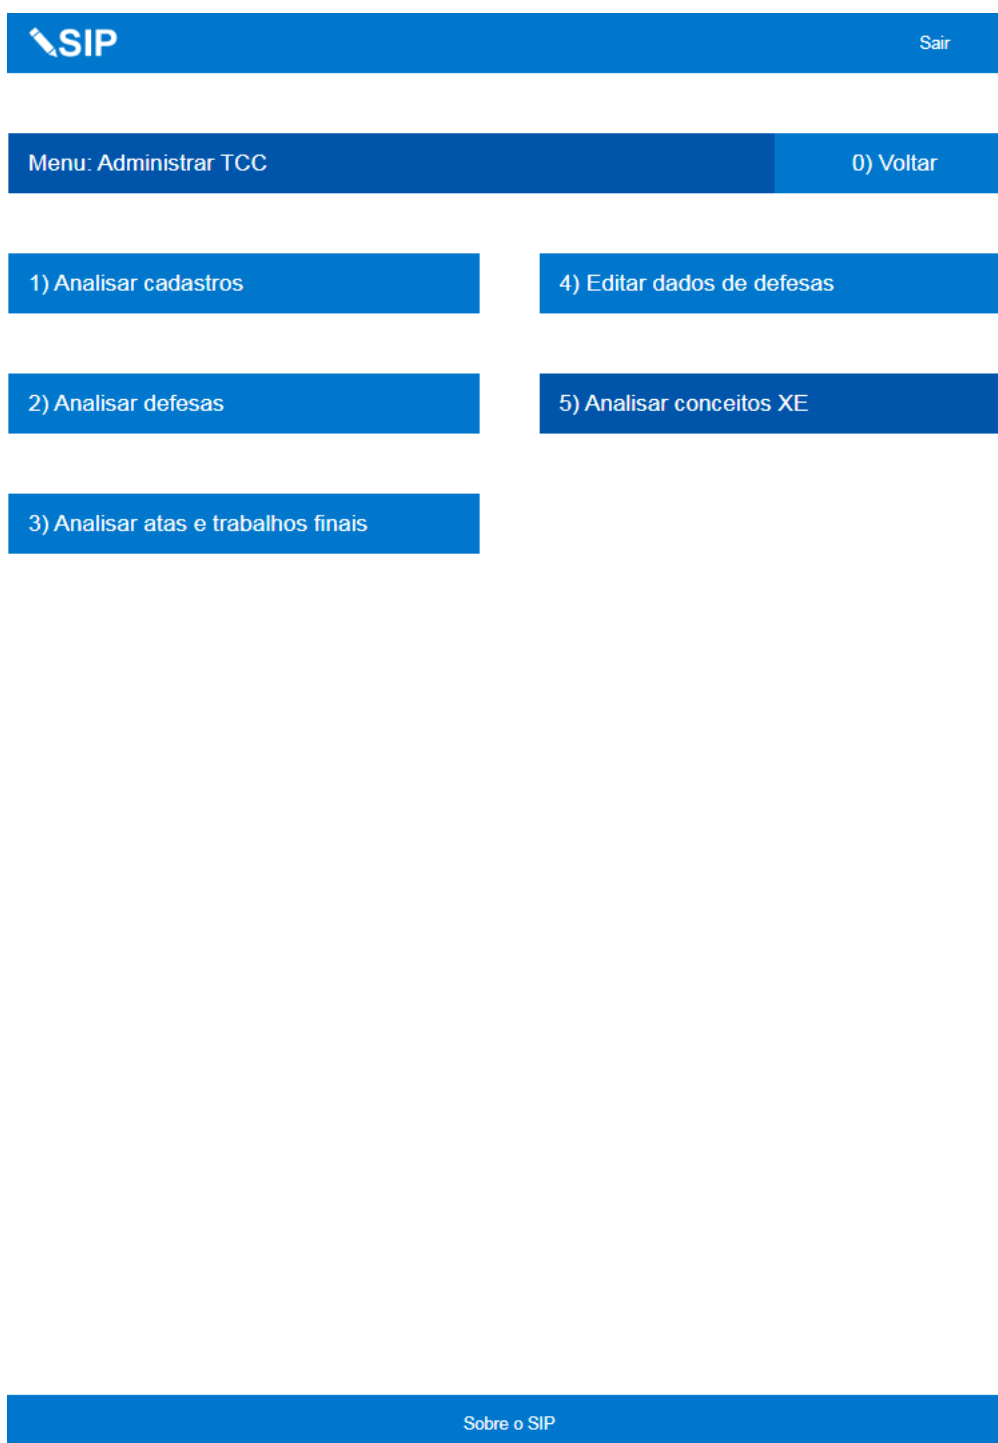 SIP
Sair
Menu: Administrar TCC
0) Voltar
1) Analisar cadastros
4) Editar dados de defesas
2) Analisar defesas
5) Analisar conceitos XE
3) Analisar atas e trabalhos finais
Sobre o SIP